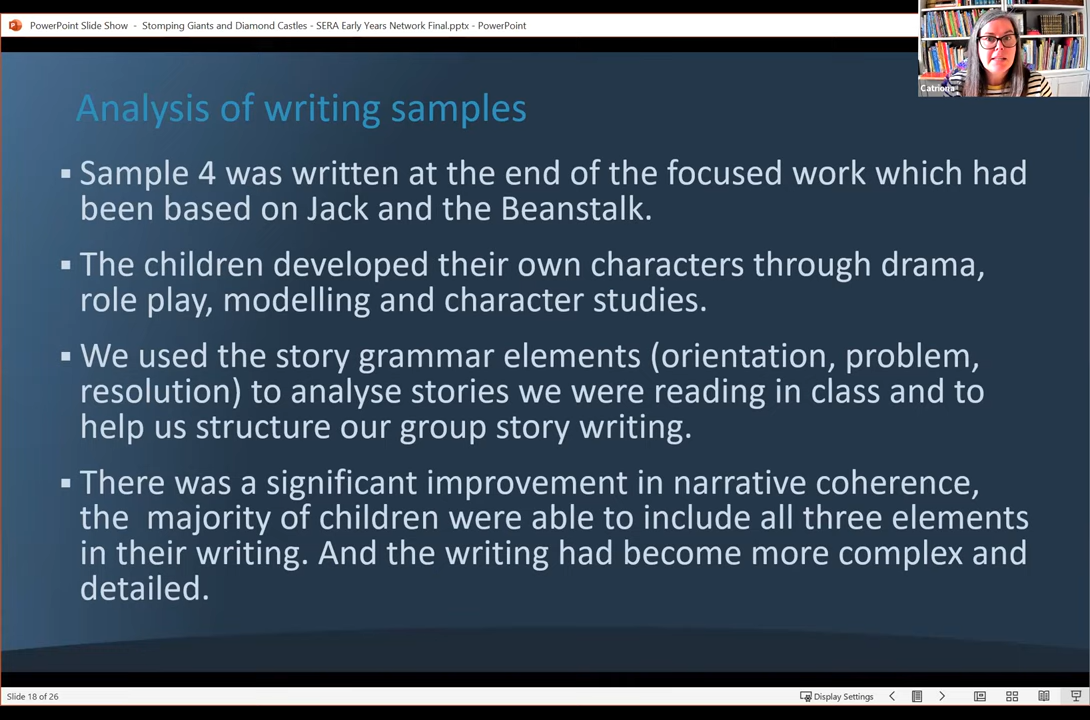 PowerPoint Slide Show - Stomping Giants and Diamond Castles - SERA Early Years Network Final.pptx - PowerPoint
Catriona
Analysis of writing samples
▪ Sample 4 was written at the end of the focused work which had
been based on Jack and the Beanstalk.
▪ The children developed their own characters through drama,
role play, modelling and character studies.
▪ We used the story grammar elements (orientation, problem,
resolution) to analyse stories we were reading in class and to
help us structure our group story writing.
▪ There was a significant improvement in narrative coherence,
the  majority of children were able to include all three elements
in their writing. And the writing had become more complex and
detailed.
Slide 18 of 26
Display Settings